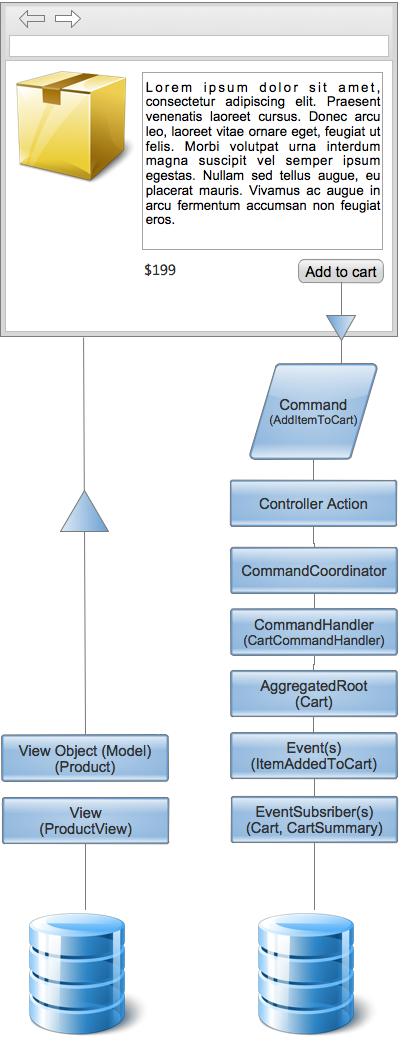 Lorem ipsum dolor sit amet,
consectetur adipiscing elit. Praesent
venenatis laoreet cursus. Donec arcu
leo, laoreet vitae ornare eget, feugiat ut
felis. Morbi volutpat urna interdum
magna suscipit vel semper ipsum
egestas. Nullam sed tellus augue, eu
placerat mauris. Vivamus ac augue in
arcu fermentum accumsan non feugiat
eros.
$199
Add to cart
Command
(AddItemToCart)
Controller Action
CommandCoordinator
CommandHandler
(CartCommandHandler)
AggregatedRoot
(Cart)
View Object (Model)
(Product)
Event(s)
(ItemAddedToCart)
View
(ProductView)
EventSubsriber(s)
(Cart, CartSummary)